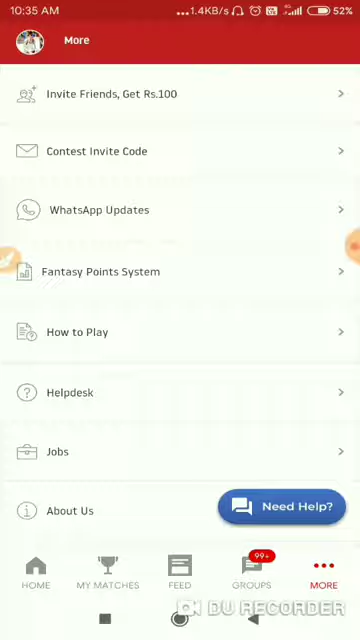 10:35 AM ...1.4KB/s 4G 52%
More
Invite Friends, Get Rs.100
Contest Invite Code
WhatsApp Updates
Fantasy Points System
How to Play
Helpdesk
Jobs
About Us
Need Help?
99+
HOME MY MATCHES FEED GROUPS MORE
DU RECORDER